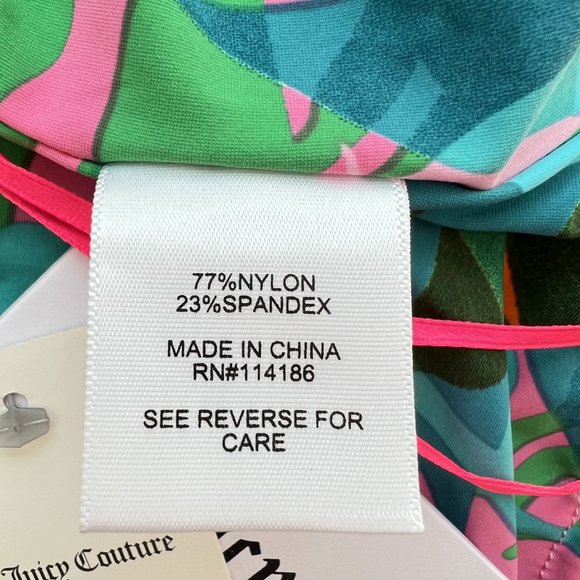 77%NYLON
23%SPANDEX
MADE IN CHINA
RN#114186
SEE REVERSE FOR
CARE
Juicy Couture